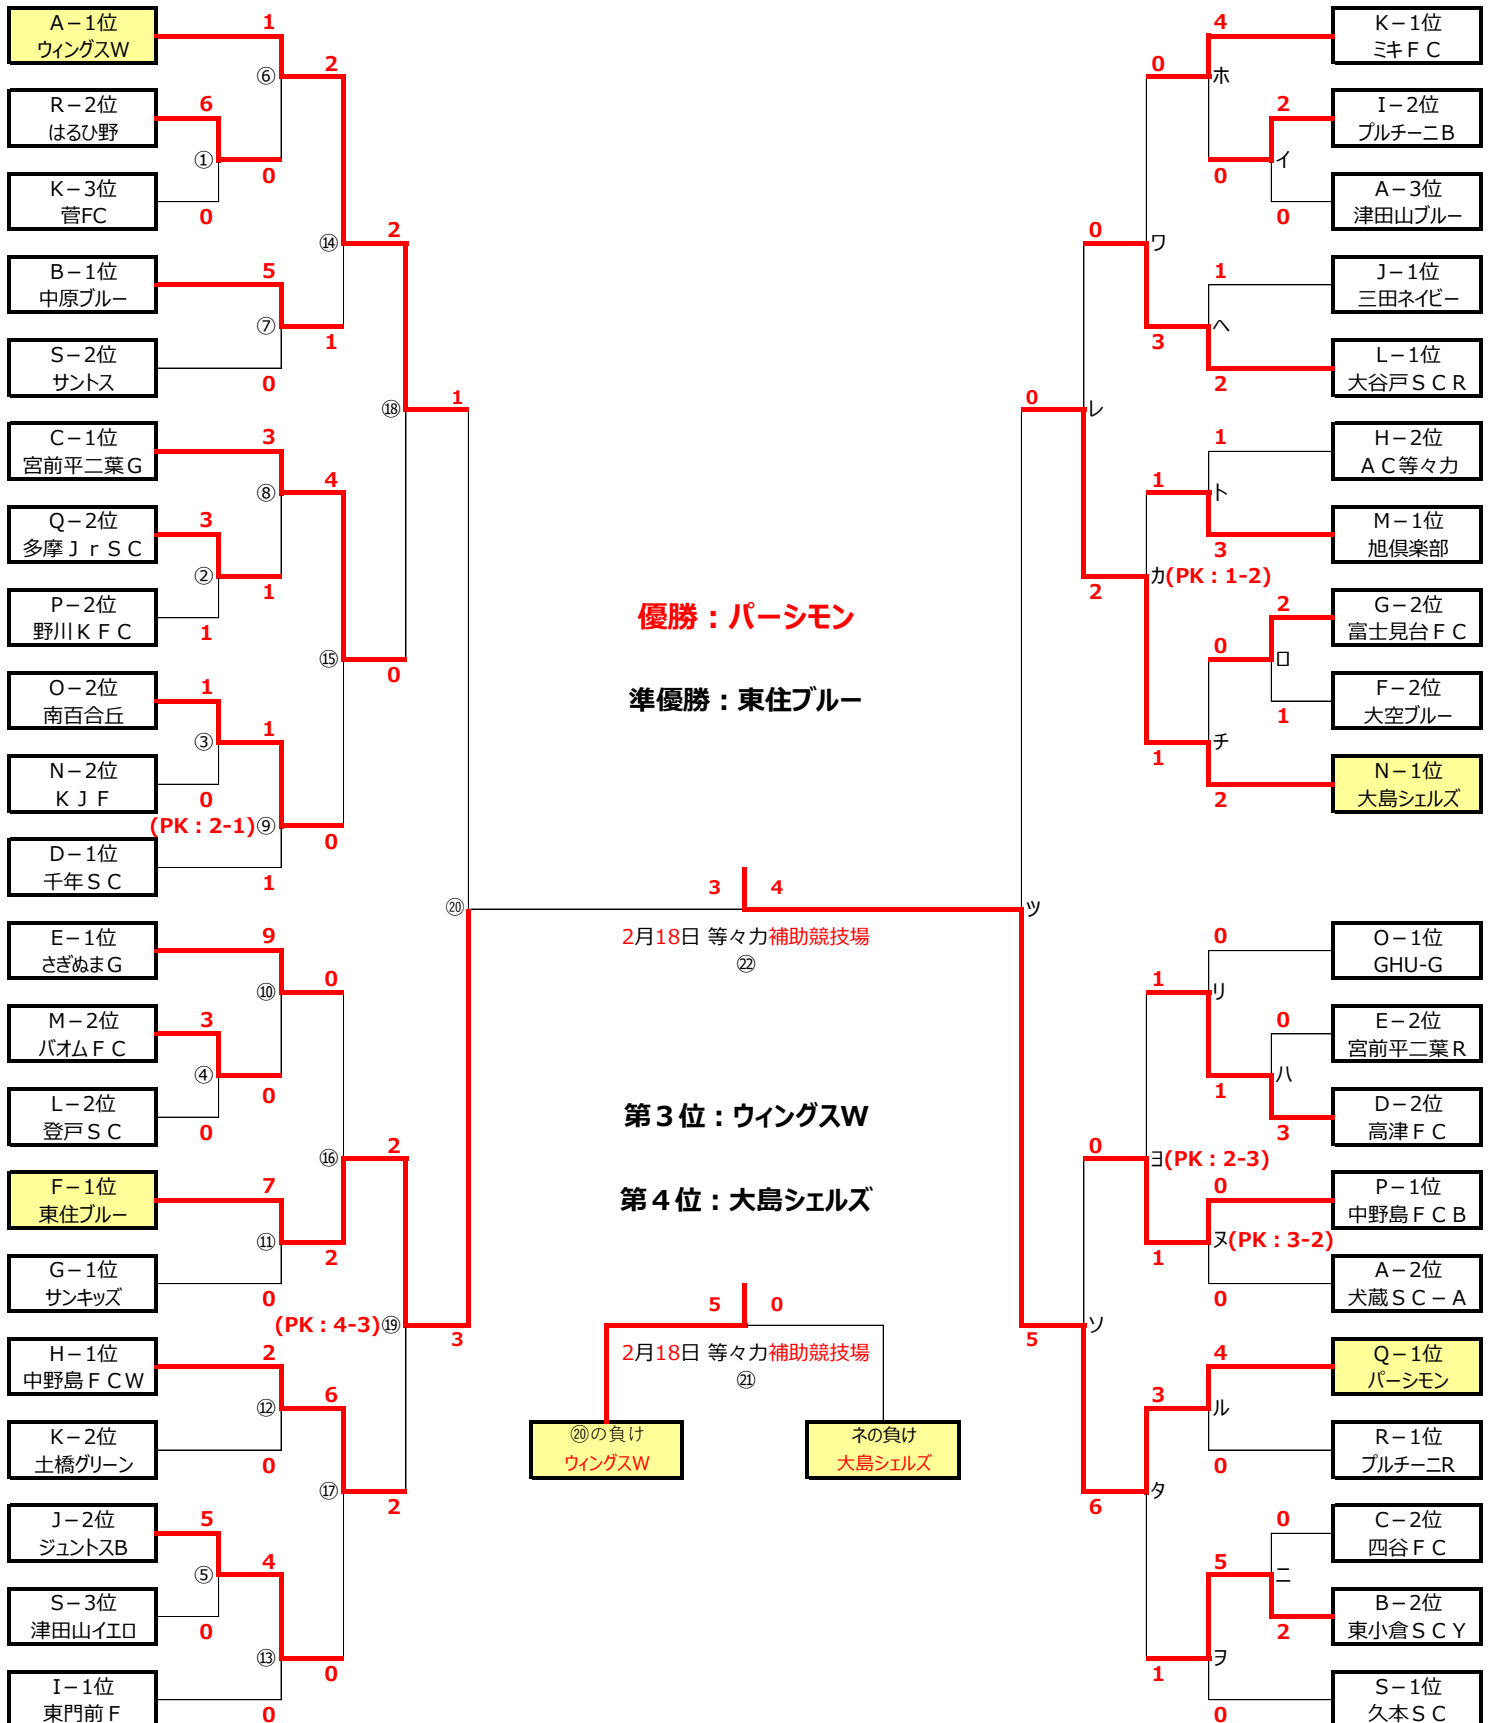 A－1位
ウィングスW
1
⑥
2
R－2位
はるひ野
6
①
0
K－3位
菅FC
0
⑭
2
B－1位
中原ブルー
5
⑦
1
S－2位
サントス
0
⑱
1
C－1位
宮前平二葉G
3
⑧
4
Q－2位
多摩ＪｒＳＣ
3
②
1
P－2位
野川ＫＦＣ
1
⑮
0
O－2位
南百合丘
1
③
1
N－2位
ＫＪＦ
0
(PK：2-1)⑨
0
D－1位
千年ＳＣ
1
⑳
E－1位
さぎぬまG
9
⑩
0
M－2位
バオムＦＣ
3
④
0
L－2位
登戸ＳＣ
0
⑯
2
F－1位
東住ブルー
7
⑪
2
G－1位
サンキッズ
0
(PK：4-3)⑲
3
H－1位
中野島ＦＣＷ
2
⑫
6
K－2位
土橋グリーン
0
⑰
2
J－2位
ジュントスB
5
⑤
4
S－3位
津田山イエロ
0
⑬
0
I－1位
東門前Ｆ
0
優勝：パーシモン
準優勝：東住ブルー
3 4
2月18日 等々力補助競技場
㉒
第３位：ウィングスW
第４位：大島シェルズ
5 0
2月18日 等々力補助競技場
㉑
⑳の負け
ウィングスW
ネの負け
大島シェルズ
K－1位
ミキＦＣ
4
ホ
0
I－2位
プルチーニB
2
イ
0
A－3位
津田山ブルー
0
ワ
0
J－1位
三田ネイビー
1
ヘ
3
L－1位
大谷戸ＳＣＲ
2
レ
0
H－2位
ＡＣ等々力
1
ト
1
M－1位
旭倶楽部
3
カ(PK：1-2)
2
G－2位
富士見台ＦＣ
2
ロ
0
F－2位
大空ブルー
1
チ
1
N－1位
大島シェルズ
2
ツ
O－1位
GHU-G
0
リ
1
E－2位
宮前平二葉Ｒ
0
ハ
1
D－2位
高津ＦＣ
3
ヨ(PK：2-3)
0
P－1位
中野島ＦＣＢ
0
ヌ(PK：3-2)
1
A－2位
犬蔵ＳＣ－Ａ
0
ソ
5
Q－1位
パーシモン
4
ル
3
R－1位
プルチーニR
0
タ
6
C－2位
四谷ＦＣ
0
ニ
5
B－2位
東小倉ＳＣＹ
2
ヲ
1
S－1位
久本ＳＣ
0